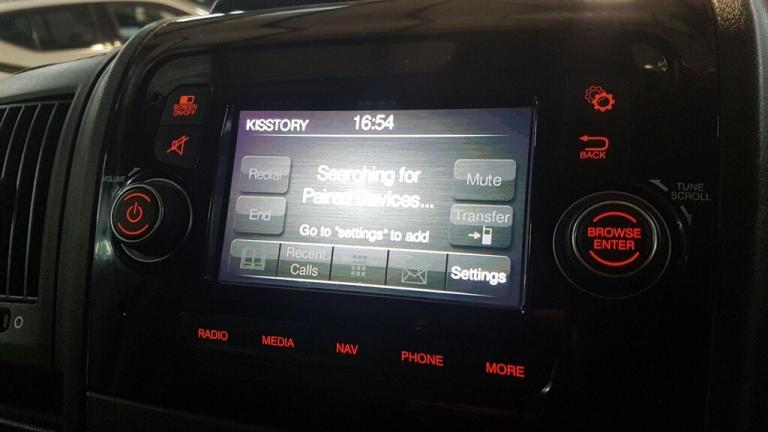 SCREEN
ON/OFF
VOLUME
KISSTORY 16:54
Redial
Searching for
Paired Devices...
Mute
End
Transfer
Go to "settings" to add
Recent
Calls
Settings
BACK
TUNE
SCROLL
BROWSE
ENTER
RADIO
MEDIA
NAV
PHONE
MORE